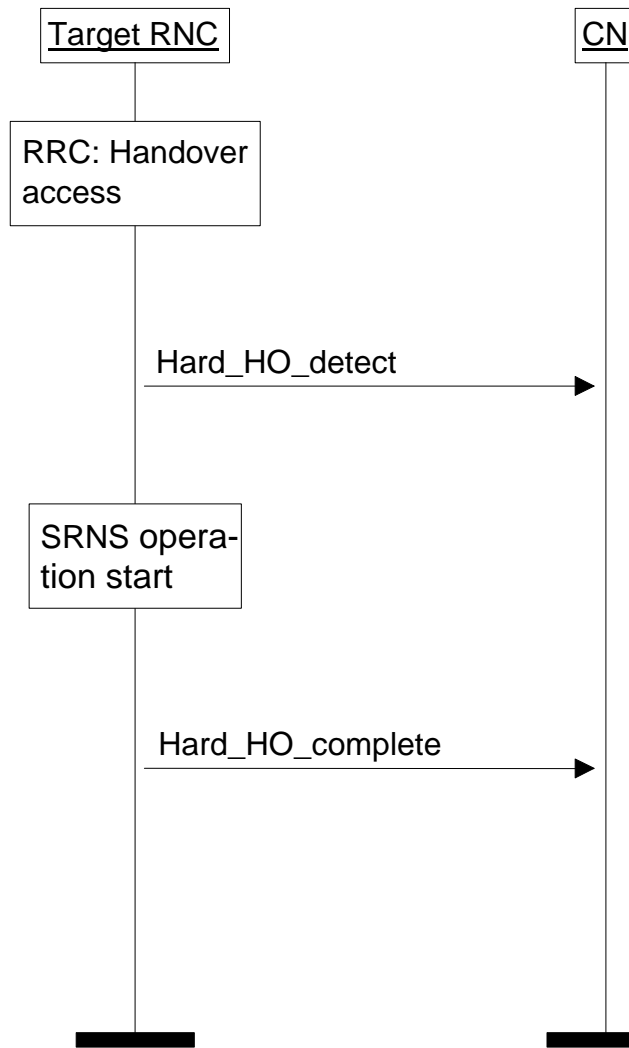 Target RNC
CN
RRC: Handover
access
Hard_HO_detect
SRNS opera-
tion start
Hard_HO_complete